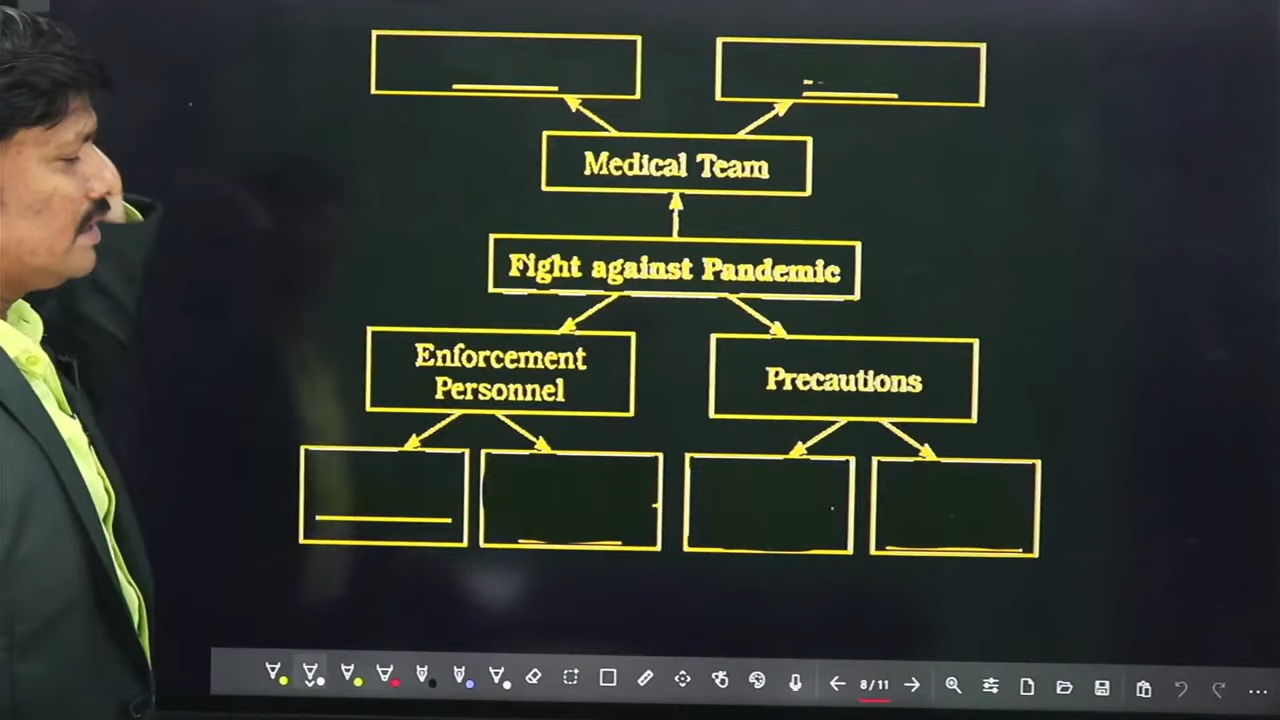 Medical Team
Fight against Pandemic
Enforcement
Personnel
Precautions
8/11